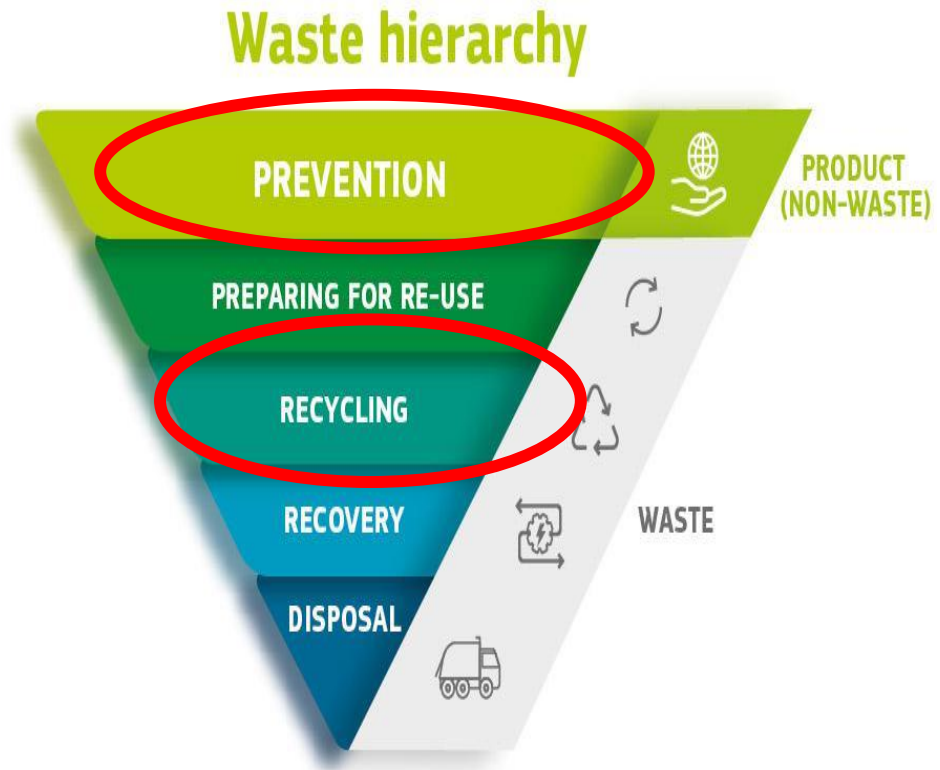 Waste hierarchy
PREVENTION
PRODUCT
(NON-WASTE)
PREPARING FOR RE-USE
RECYCLING
RECOVERY
WASTE
DISPOSAL